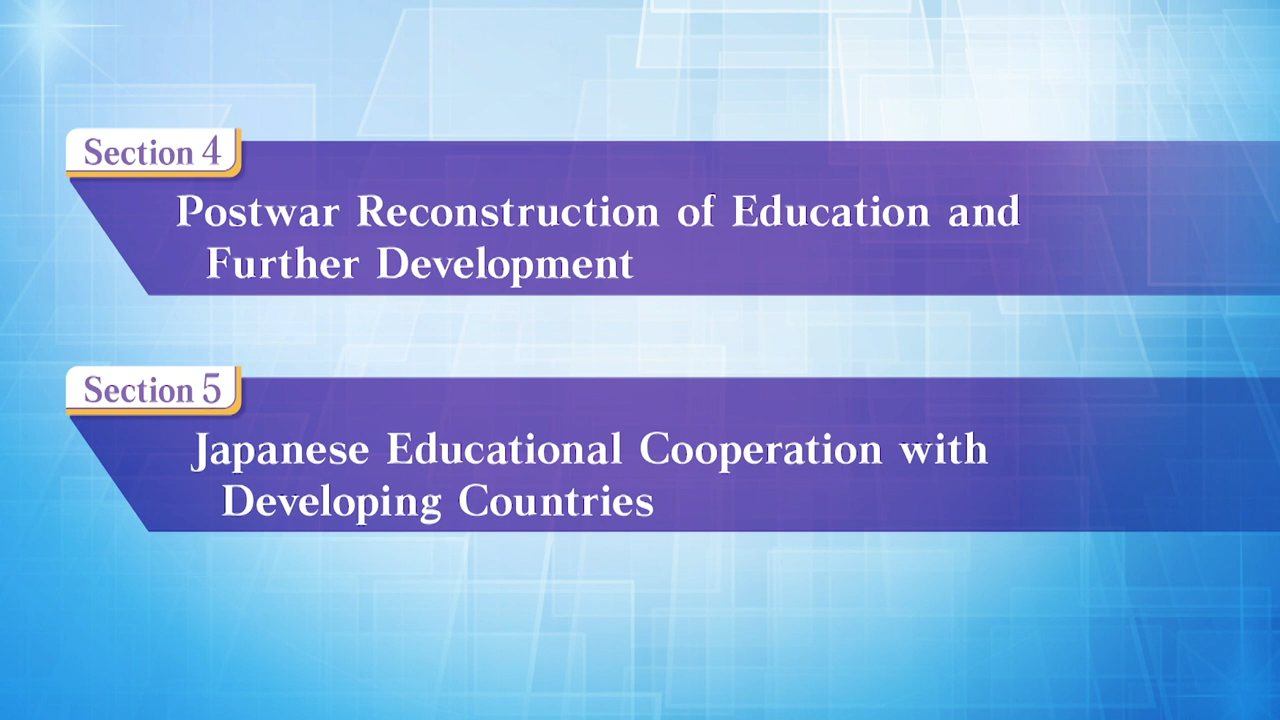 Section 4
Postwar Reconstruction of Education and
Further Development
Section 5
Japanese Educational Cooperation with
Developing Countries